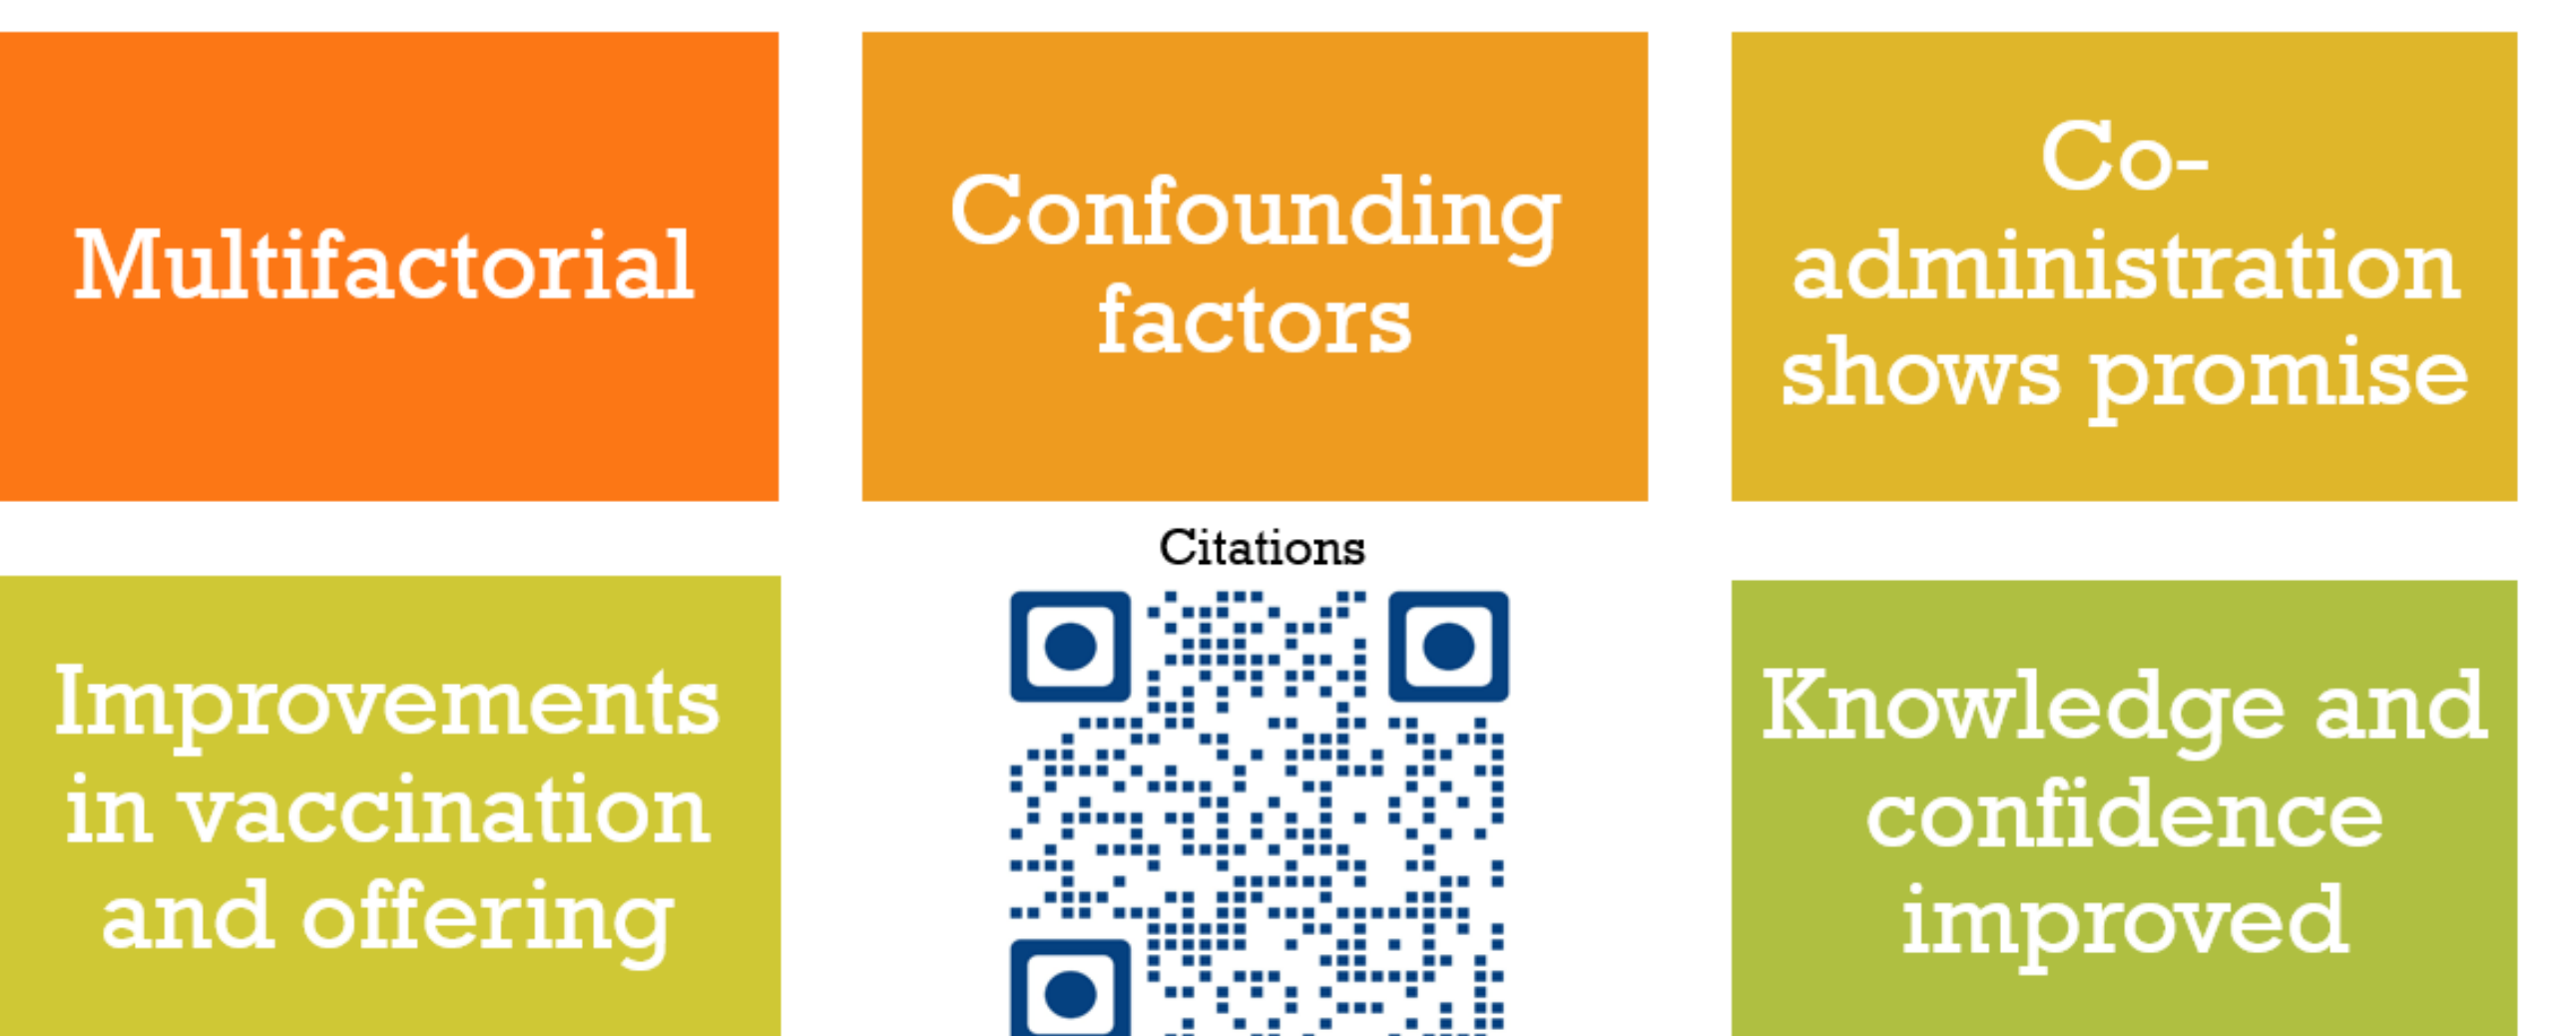 Multifactorial
Confounding
factors
Co-
administration
shows promise
Citations
Improvements
in vaccination
and offering
Knowledge and
confidence
improved